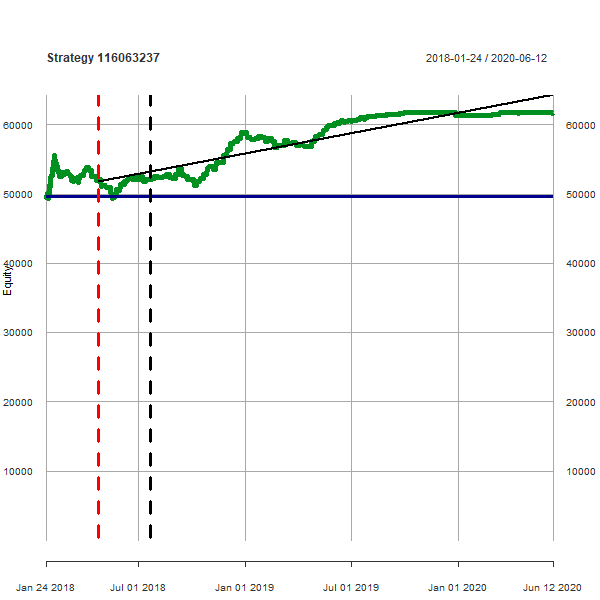 Strategy 116063237
2018-01-24 / 2020-06-12
60000
60000
50000
50000
40000
40000
Equity
30000
30000
20000
20000
10000
10000
Jan 24 2018
Jul 01 2018
Jan 01 2019
Jul 01 2019
Jan 01 2020
Jun 12 2020